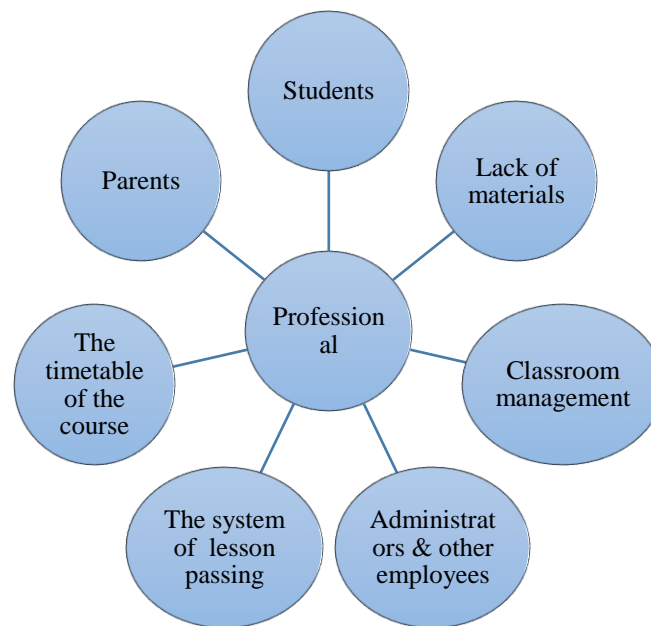 Students
Lack of
materials
Parents
Profession
al
Classroom
management
The
timetable
of the
course
The system
of lesson
passing
Administrat
ors & other
employees